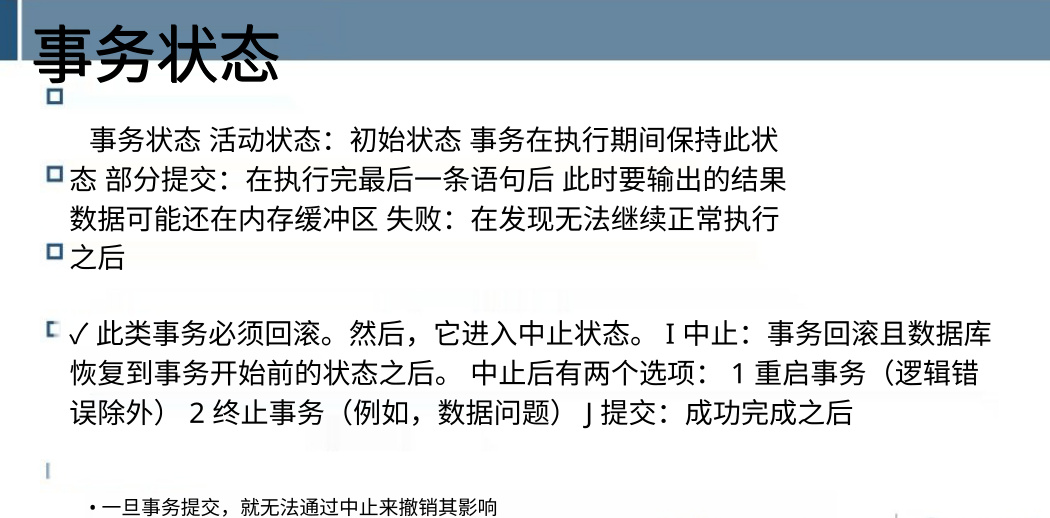 事务状态
事务状态 活动状态：初始状态 事务在执行期间保持此状
态 部分提交：在执行完最后一条语句后 此时要输出的结果
数据可能还在内存缓冲区 失败：在发现无法继续正常执行
之后
✓ 此类事务必须回滚。然后，它进入中止状态。 I 中止：事务回滚且数据库
恢复到事务开始前的状态之后。 中止后有两个选项： 1 重启事务（逻辑错
误除外） 2 终止事务（例如，数据问题） J 提交：成功完成之后
• 一旦事务提交，就无法通过中止来撤销其影响